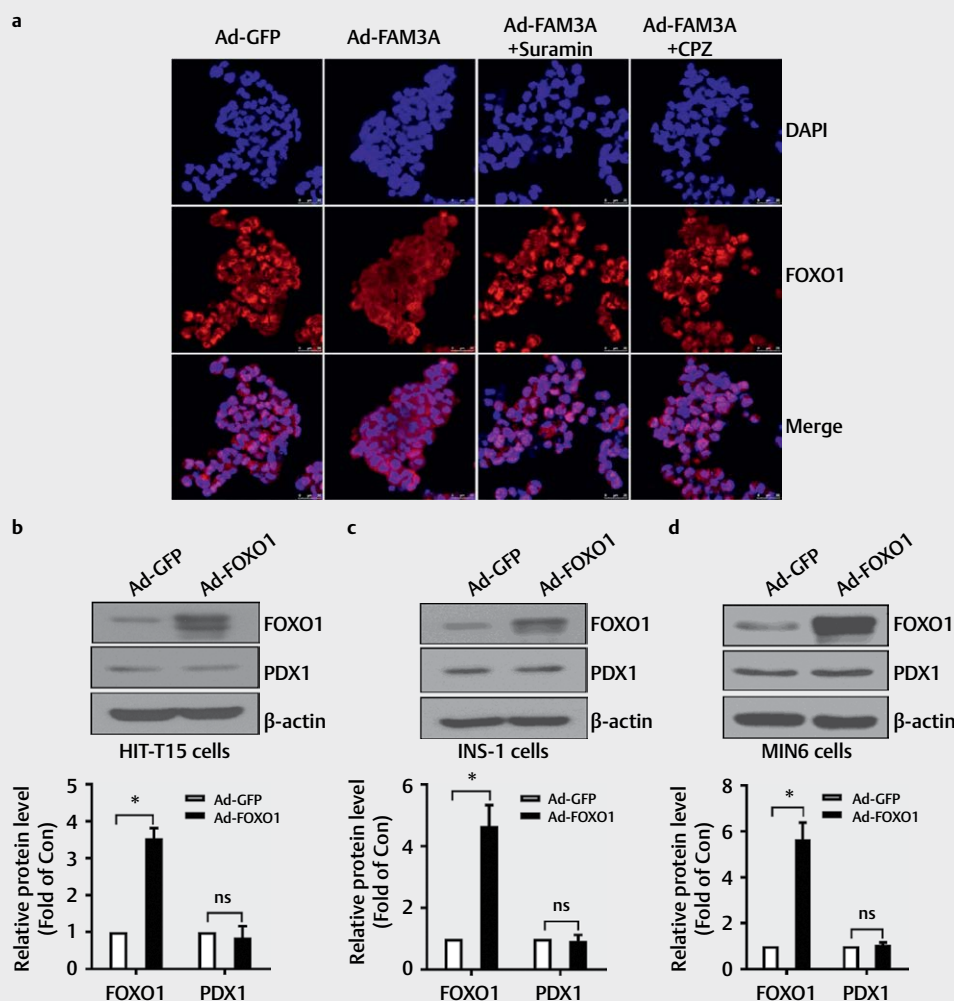 a
Ad-GFP
Ad-FAM3A
Ad-FAM3A
+Suramin
Ad-FAM3A
+CPZ
DAPI
FOXO1
Merge
b
Ad-GFP
Ad-FOXO1
FOXO1
PDX1
β-actin
HIT-T15 cells
Relative protein level
(Fold of Con)
5
4
3
2
1
0
*
ns
Ad-GFP
Ad-FOXO1
FOXO1
PDX1
c
Ad-GFP
Ad-FOXO1
FOXO1
PDX1
β-actin
INS-1 cells
Relative protein level
(Fold of Con)
6
4
2
0
*
ns
Ad-GFP
Ad-FOXO1
FOXO1
PDX1
d
Ad-GFP
Ad-FOXO1
FOXO1
PDX1
β-actin
MIN6 cells
Relative protein level
(Fold of Con)
8
6
4
2
0
*
ns
Ad-GFP
Ad-FOXO1
FOXO1
PDX1